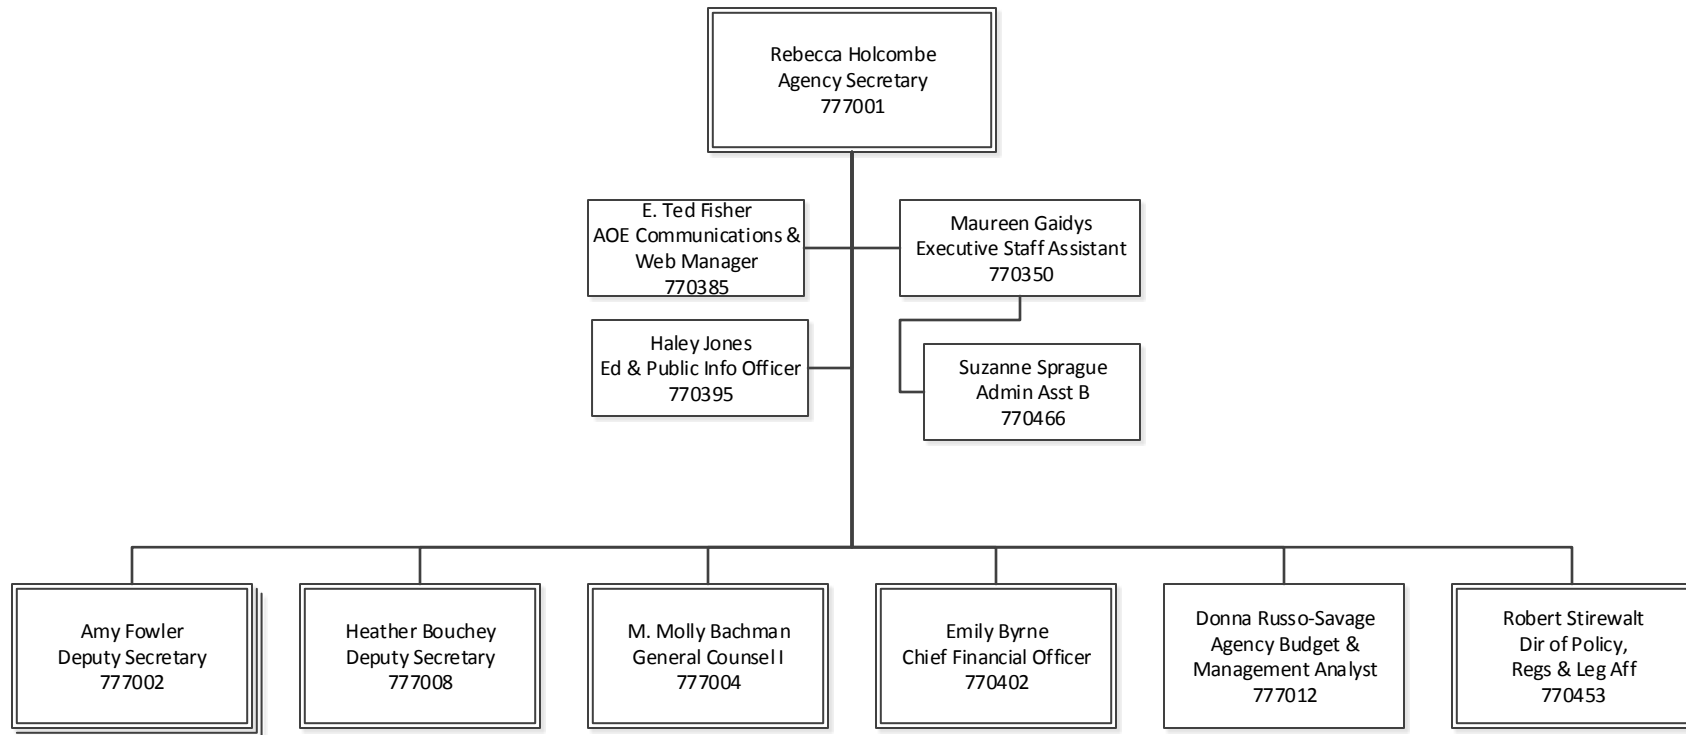 Rebecca Holcombe
Agency Secretary
777001
E. Ted Fisher
AOE Communications &
Web Manager
770385
Maureen Gaidys
Executive Staff Assistant
770350
Haley Jones
Ed & Public Info Officer
770395
Suzanne Sprague
Admin Asst B
770466
Amy Fowler
Deputy Secretary
777002
Heather Bouchey
Deputy Secretary
777008
M. Molly Bachman
General Counsel I
777004
Emily Byrne
Chief Financial Officer
770402
Donna Russo-Savage
Agency Budget &
Management Analyst
777012
Robert Stirewalt
Dir of Policy,
Regs & Leg Aff
770453